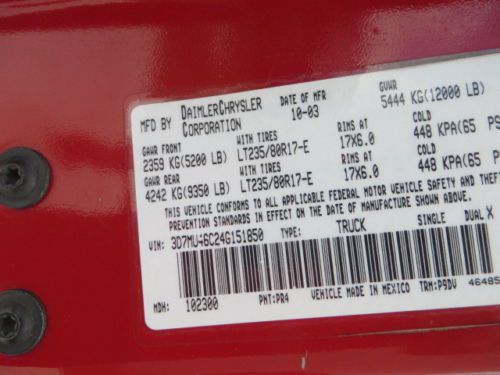 MFD BY DAIMLERCHRYSLER CORPORATION DATE OF MFR 10-03 GVWR 5444 KG(12000 LB)
GAWR FRONT WITH TIRES RIMS AT COLD
2359 KG(5200 LB) LT235/80R17-E 17X6.0 448 KPA(65 PS
GAWR REAR WITH TIRES RIMS AT COLD
4242 KG(9350 LB) LT235/80R17-E 17X6.0 448 KPA(65
THIS VEHICLE CONFORMS TO ALL APPLICABLE FEDERAL MOTOR VEHICLE SAFETY AND THEFT
PREVENTION STANDARDS IN EFFECT ON THE DATE OF MFR SHOWN ABOVE.
VIN: 3D7MU46C24G151850 TYPE: TRUCK SINGLE DUAL X
MDH: 102300 PNT:PR4 VEHICLE MADE IN MEXICO TRM:P9DV 46485